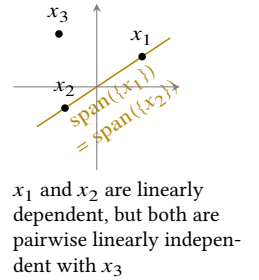 x₃
x₁
x₂
span({x₁})
= span({x₂})
x₁ and x₂ are linearly
dependent, but both are
pairwise linearly indepen-
dent with x₃